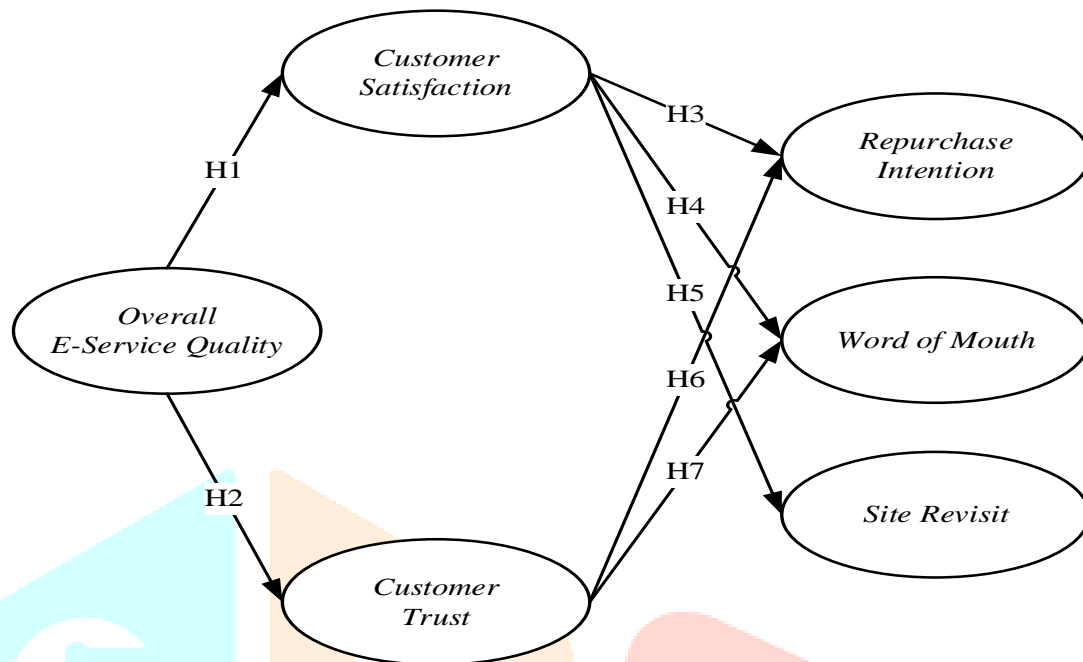 Customer
Satisfaction
H3
Repurchase
Intention
H1
H4
Overall
E-Service Quality
H5
Word of Mouth
H6
H7
H2
Site Revisit
Customer
Trust